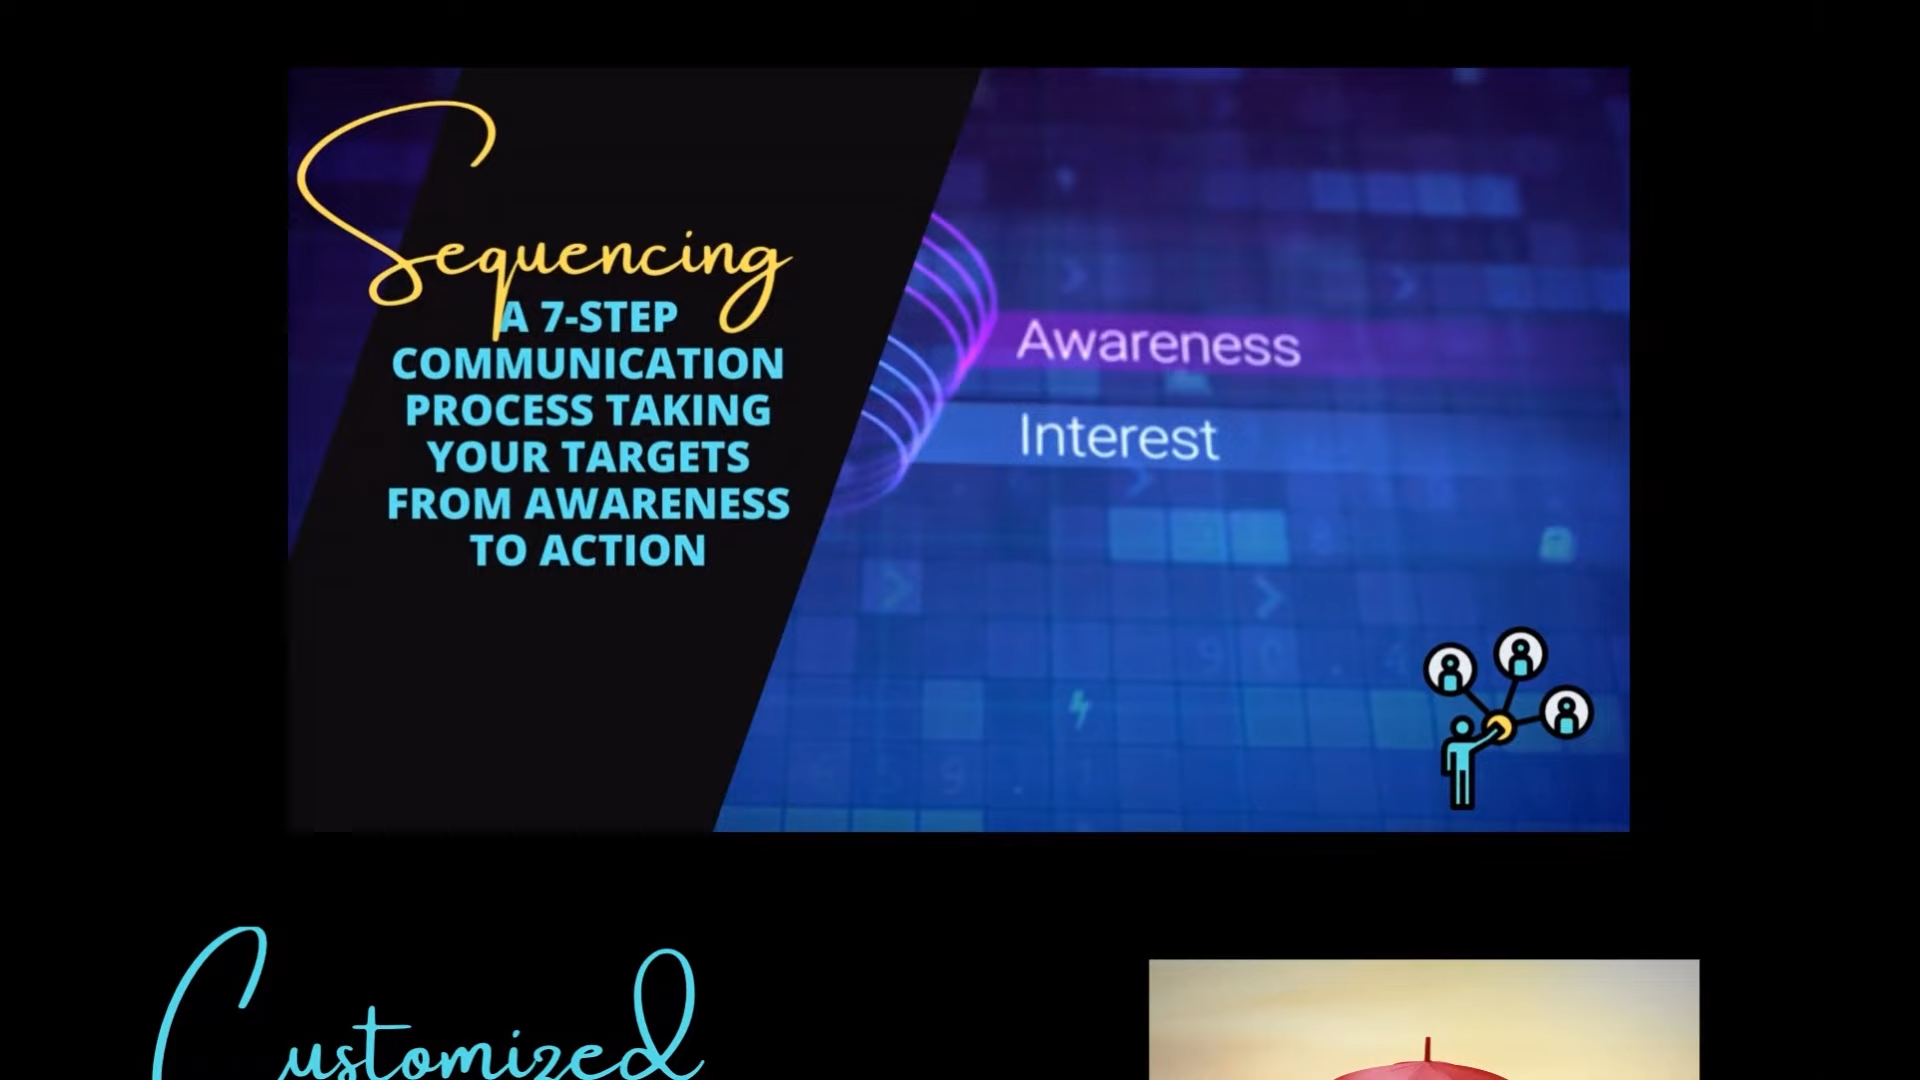 Sequencing
A 7-STEP
COMMUNICATION
PROCESS TAKING
YOUR TARGETS
FROM AWARENESS
TO ACTION
Awareness
Interest
Customized